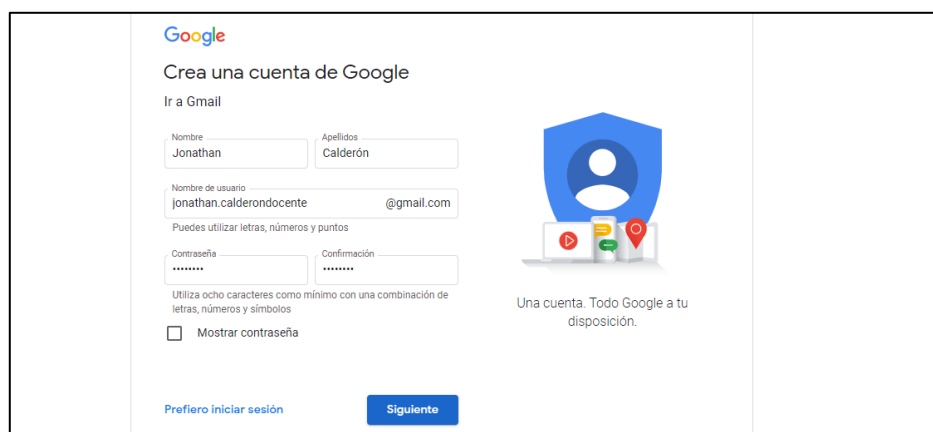 Google
Crea una cuenta de Google
Ir a Gmail
Nombre
Apellidos
Jonathan
Calderón
Nombre de usuario
jonathan.calderondocente @gmail.com
Puedes utilizar letras, números y puntos
Contraseña
Confirmación
••••••••
••••••••
Utiliza ocho caracteres como mínimo con una combinación de
letras, números y símbolos
Mostrar contraseña
Prefiero iniciar sesión
Siguiente
Una cuenta. Todo Google a tu
disposición.